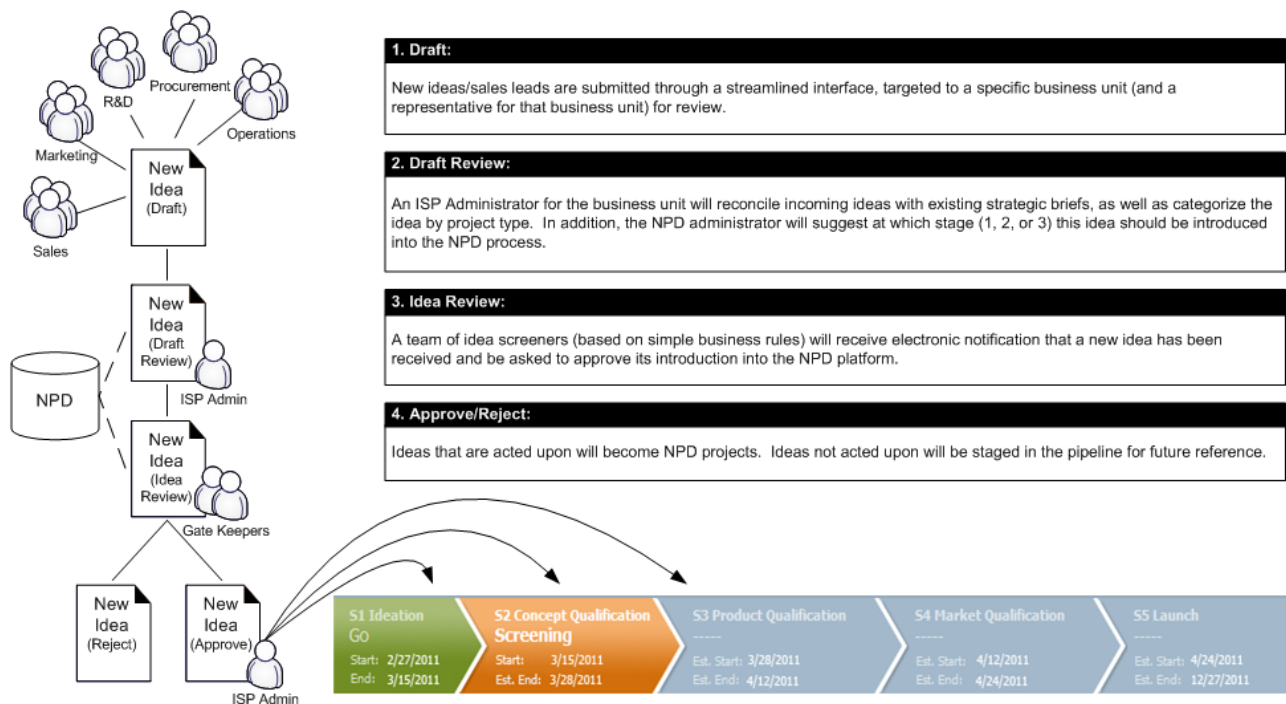 Procurement
R&D
Operations
Marketing
Sales
New
Idea
(Draft)
New
Idea
(Draft
Review)
ISP Admin
NPD
New
Idea
(Idea
Review)
Gate Keepers
New
Idea
(Reject)
New
Idea
(Approve)
ISP Admin
1. Draft:
New ideas/sales leads are submitted through a streamlined interface, targeted to a specific business unit (and a
representative for that business unit) for review.
2. Draft Review:
An ISP Administrator for the business unit will reconcile incoming ideas with existing strategic briefs, as well as categorize the
idea by project type.  In addition, the NPD administrator will suggest at which stage (1, 2, or 3) this idea should be introduced
into the NPD process.
3. Idea Review:
A team of idea screeners (based on simple business rules) will receive electronic notification that a new idea has been
received and be asked to approve its introduction into the NPD platform.
4. Approve/Reject:
Ideas that are acted upon will become NPD projects.  Ideas not acted upon will be staged in the pipeline for future reference.
S1 Ideation
Go
Start: 2/27/2011
End: 3/15/2011
S2 Concept Qualification
Screening
Start: 3/15/2011
Est. End: 3/28/2011
S3 Product Qualification
-----
Est. Start: 3/28/2011
Est. End: 4/12/2011
S4 Market Qualification
-----
Est. Start: 4/12/2011
Est. End: 4/24/2011
S5 Launch
-----
Est. Start: 4/24/2011
Est. End: 12/27/2011